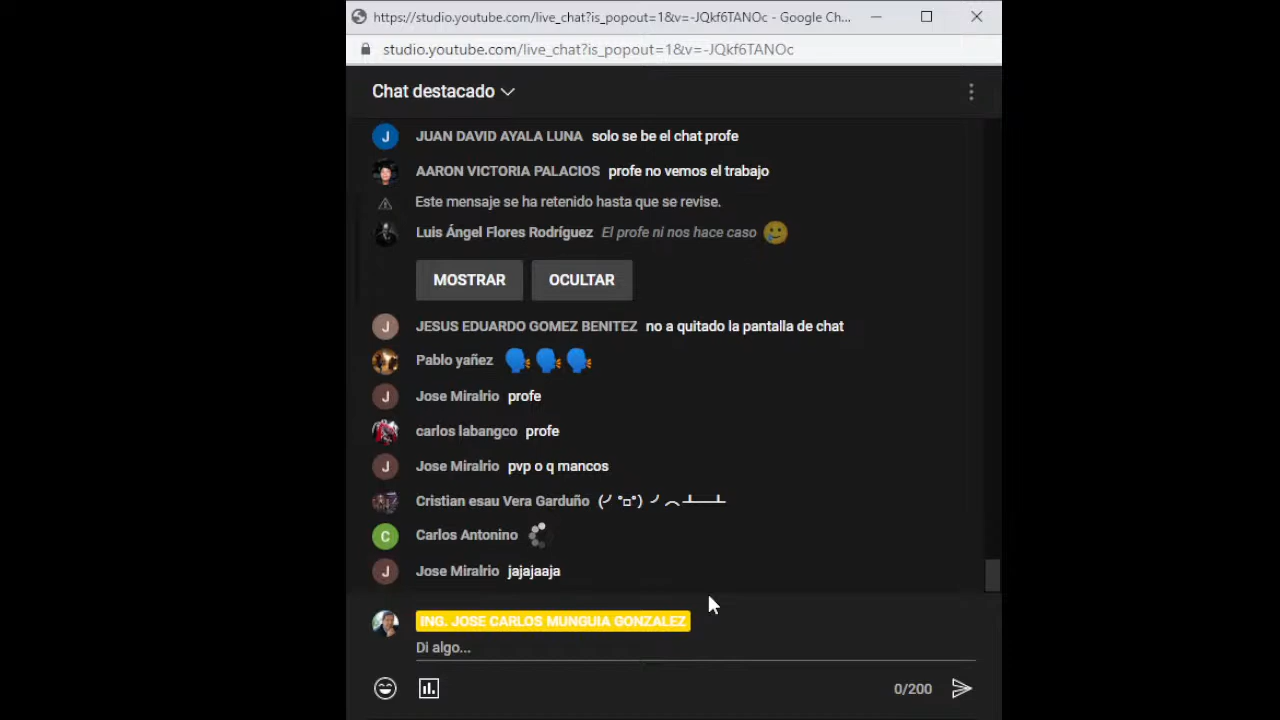 https://studio.youtube.com/live_chat?is_popout=1&v=-JQkf6TANOc - Google Ch...
studio.youtube.com/live_chat?is_popout=1&v=-JQkf6TANOc
Chat destacado
J JUAN DAVID AYALA LUNA solo se be el chat profe
AARON VICTORIA PALACIOS profe no vemos el trabajo
Este mensaje se ha retenido hasta que se revise.
Luis Ángel Flores Rodríguez El profe ni nos hace caso 🥲
MOSTRAR OCULTAR
J JESUS EDUARDO GOMEZ BENITEZ no a quitado la pantalla de chat
Pablo yañez 🗣🗣🗣
J Jose Miralrio profe
carlos labangco profe
J Jose Miralrio pvp o q mancos
Cristian esau Vera Garduño (╯°□°)╯︵┻━┻
C Carlos Antonino
J Jose Miralrio jajajaaja
ING. JOSE CARLOS MUNGUIA GONZALEZ
Di algo...
0/200